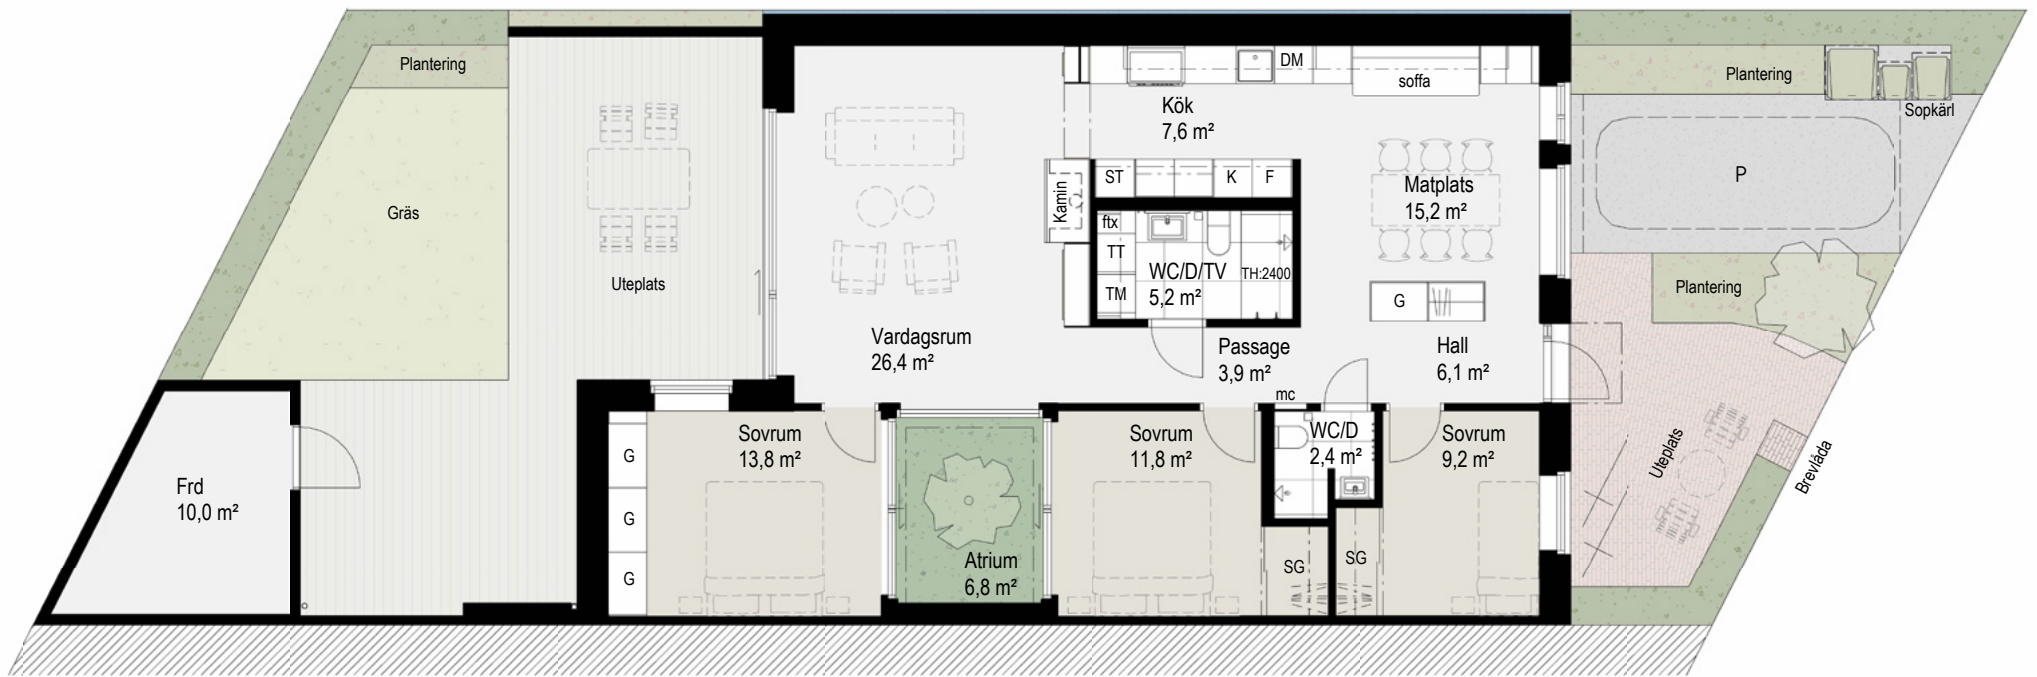 Plantering
Gräs
Uteplats
Frd
10,0 m²
Vardagsrum
26,4 m²
Kamin
Kök
7,6 m²
DM
soffa
ST
K
F
Matplats
15,2 m²
ftx
TT
TM
WC/D/TV
5,2 m²
TH:2400
G
Passage
3,9 m²
Hall
6,1 m²
mc
G
G
G
Sovrum
13,8 m²
Atrium
6,8 m²
Sovrum
11,8 m²
WC/D
2,4 m²
SG
SG
Sovrum
9,2 m²
Plantering
Sopkärl
P
Plantering
Uteplats
Brevlåda